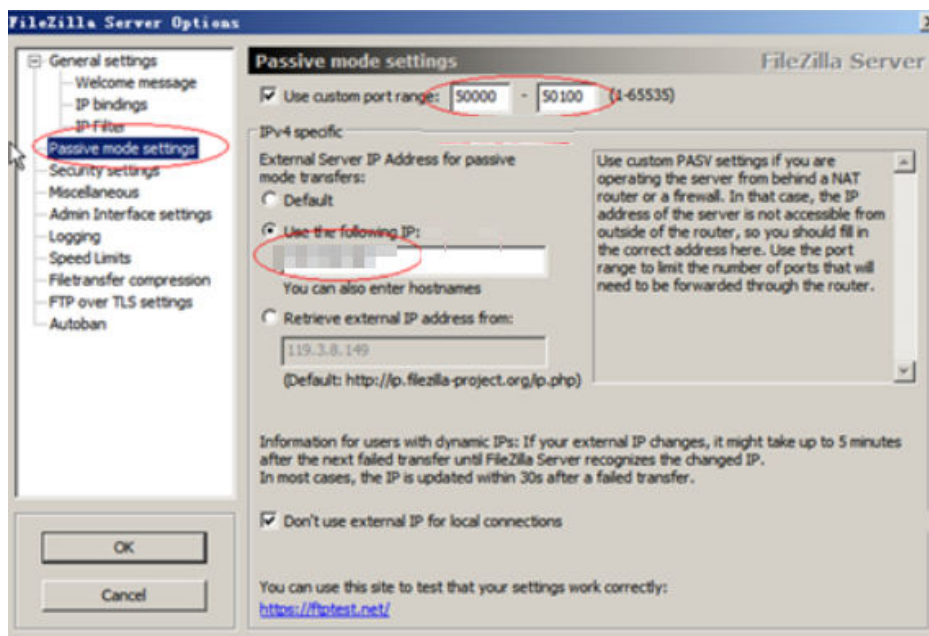 FileZilla Server Options
General settings
Welcome message
IP bindings
IP Filter
Passive mode settings
Security settings
Miscellaneous
Admin Interface settings
Logging
Speed Limits
Filetransfer compression
FTP over TLS settings
Autoban
OK
Cancel
Passive mode settings
FileZilla Server
Use custom port range: 50000 - 50100 (1-65535)
IPv4 specific
External Server IP Address for passive
mode transfers:
Default
Use the following IP:
You can also enter hostnames
Retrieve external IP address from:
119.3.8.149
(Default: http://ip.filezilla-project.org/ip.php)
Use custom PASV settings if you are
operating the server from behind a NAT
router or a firewall. In that case, the IP
address of the server is not accessible from
outside of the router, so you should fill in
the correct address here. Use the port
range to limit the number of ports that will
need to be forwarded through the router.
Information for users with dynamic IPs: If your external IP changes, it might take up to 5 minutes
after the next failed transfer until FileZilla Server recognizes the changed IP.
In most cases, the IP is updated within 30s after a failed transfer.
Don't use external IP for local connections
You can use this site to test that your settings work correctly:
https://ftptest.net/